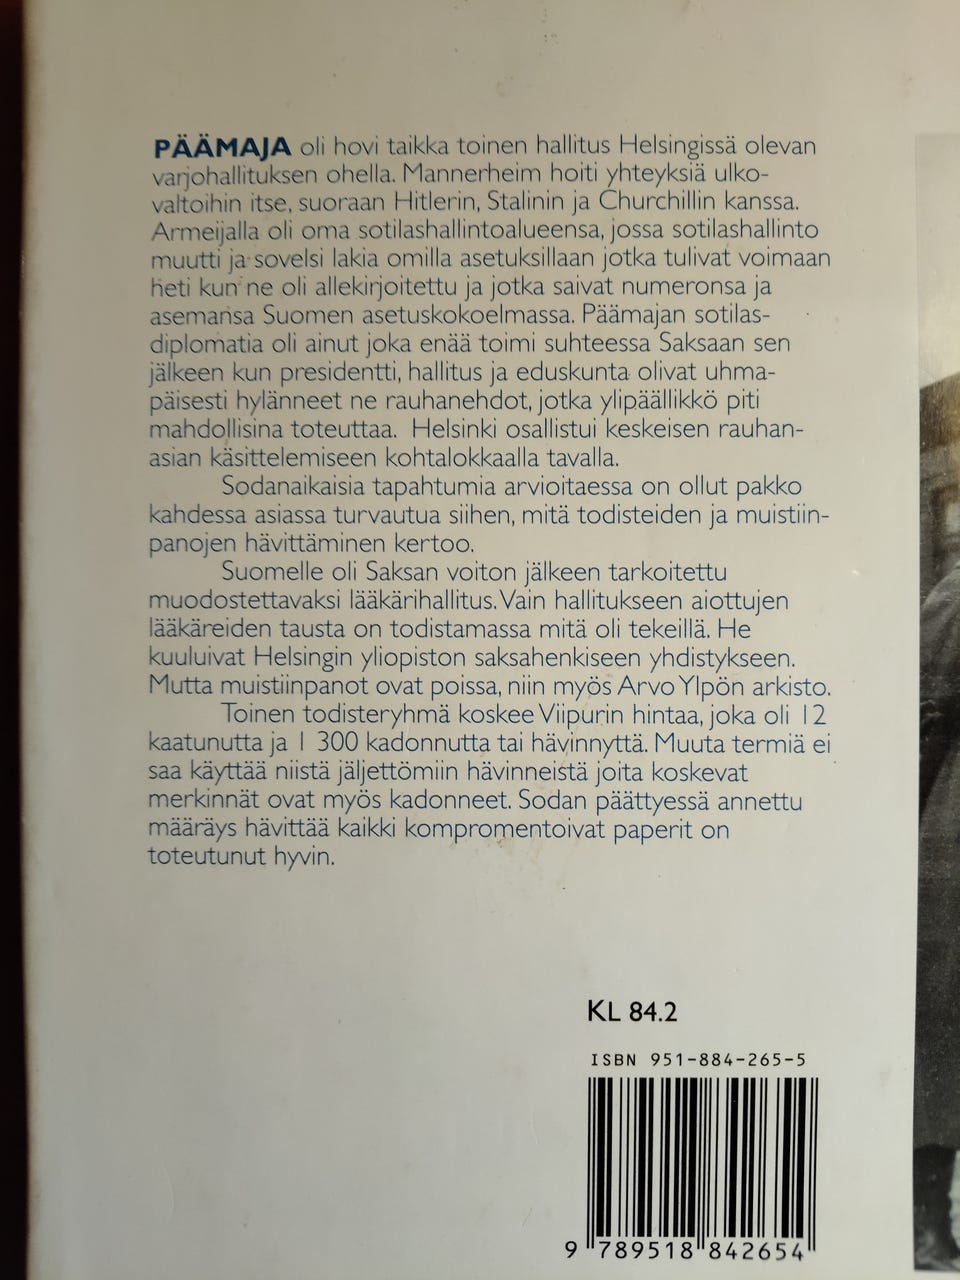 PÄÄMAJA oli hovi taikka toinen hallitus Helsingissä olevan
varjohallituksen ohella. Mannerheim hoiti yhteyksiä ulko-
valtoihin itse, suoraan Hitlerin, Stalinin ja Churchillin kanssa.
Armeijalla oli oma sotilashallintoalueensa, jossa sotilashallinto
muutti ja sovelsi lakia omilla asetuksillaan jotka tulivat voimaan
heti kun ne oli allekirjoitettu ja jotka saivat numeronsa ja
asemansa Suomen asetuskokoelmassa. Päämajan sotilas-
diplomatia oli ainut joka enää toimi suhteessa Saksaan sen
jälkeen kun presidentti, hallitus ja eduskunta olivat uhma-
päisesti hylänneet ne rauhanehdot, jotka ylipäällikkö piti
mahdollisina toteuttaa. Helsinki osallistui keskeisen rauhan-
asian käsittelemiseen kohtalokkaalla tavalla.
Sodanaikaisia tapahtumia arvioitaessa on ollut pakko
kahdessa asiassa turvautua siihen, mitä todisteiden ja muistiin-
panojen hävittäminen kertoo.
Suomelle oli Saksan voiton jälkeen tarkoitettu
muodostettavaksi lääkärihallitus. Vain hallitukseen aiottujen
lääkäreiden tausta on todistamassa mitä oli tekeillä. He
kuuluivat Helsingin yliopiston saksahenkiseen yhdistykseen.
Mutta muistiinpanot ovat poissa, niin myös Arvo Ylpön arkisto.
Toinen todisteryhmä koskee Viipurin hintaa, joka oli 12
kaatunutta ja 1 300 kadonnutta tai hävinnyttä. Muuta termiä ei
saa käyttää niistä jäljettömiin hävinneistä joita koskevat
merkinnät ovat myös kadonneet. Sodan päättyessä annettu
määräys hävittää kaikki kompromentoivat paperit on
toteutunut hyvin.
KL 84.2
ISBN 951-884-265-5
9 789518 842654